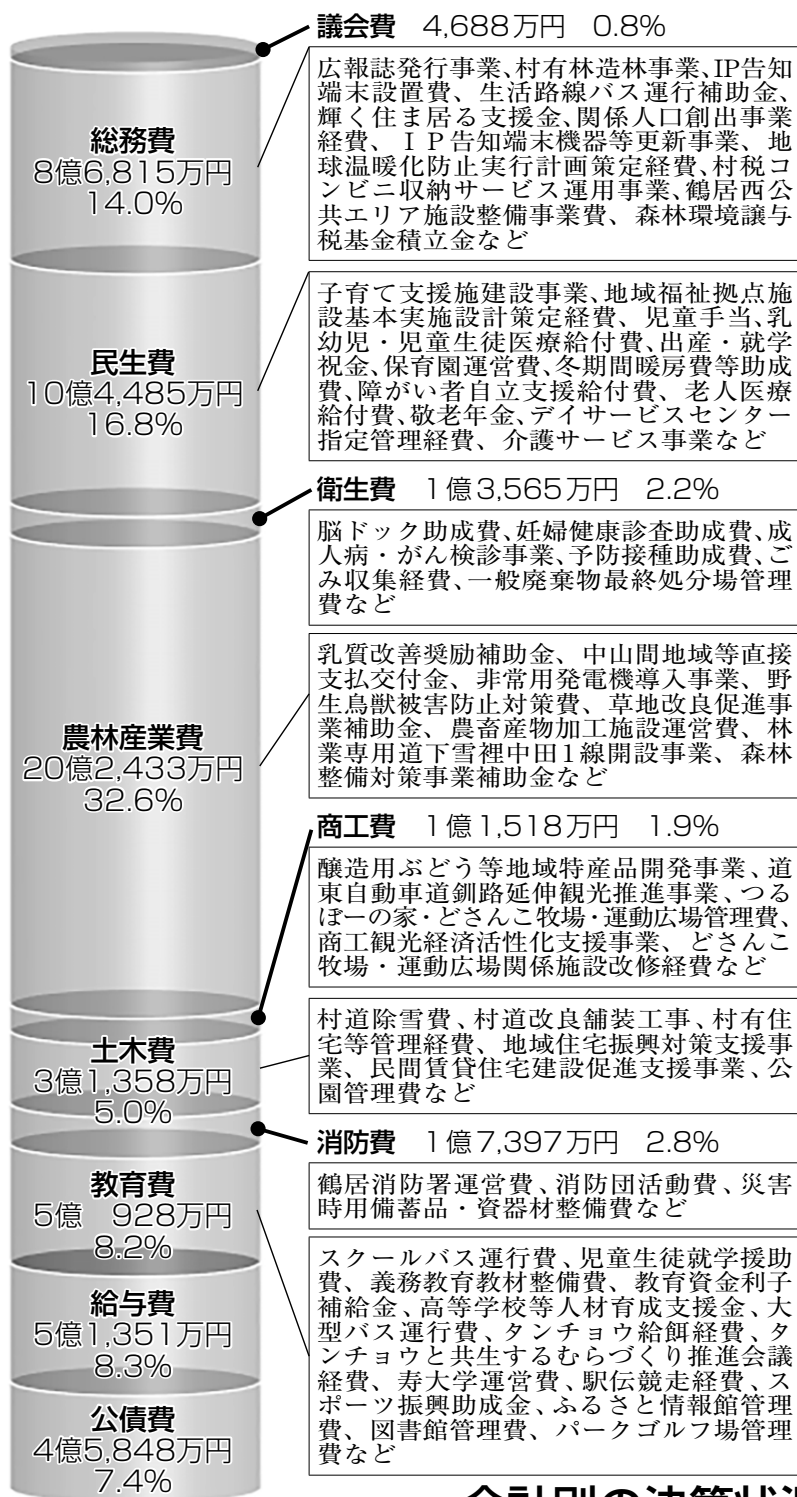 議会費 4,688万円 0.8%
総務費
8億6,815万円
14.0%
広報誌発行事業、村有林造林事業、IP告知
端末設置費、生活路線バス運行補助金、
輝く住ま居る支援金、関係人口創出事業
経費、ＩＰ告知端末機器等更新事業、地
球温暖化防止実行計画策定経費、村税コ
ンビニ収納サービス運用事業、鶴居西公
共エリア施設整備事業費、森林環境譲与
税基金積立金など
民生費
10億4,485万円
16.8%
子育て支援施建設事業、地域福祉拠点施
設基本実施設計策定経費、児童手当、乳
幼児・児童生徒医療給付費、出産・就学
祝金、保育園運営費、冬期間暖房費等助成
費、障がい者自立支援給付費、老人医療
給付費、敬老年金、デイサービスセンター
指定管理経費、介護サービス事業など
衛生費 1億3,565万円 2.2%
脳ドック助成費、妊婦健康診査助成費、成
人病・がん検診事業、予防接種助成費、ご
み収集経費、一般廃棄物最終処分場管理
費など
農林産業費
20億2,433万円
32.6%
乳質改善奨励補助金、中山間地域等直接
支払交付金、非常用発電機導入事業、野
生鳥獣被害防止対策費、草地改良促進事
業補助金、農畜産物加工施設運営費、林
業専用道下雪裡中田1線開設事業、森林
整備対策事業補助金など
商工費 1億1,518万円 1.9%
醸造用ぶどう等地域特産品開発事業、道
東自動車道釧路延伸観光推進事業、つる
ぼーの家・どさんこ牧場・運動広場管理費、
商工観光経済活性化支援事業、どさんこ
牧場・運動広場関係施設改修経費など
土木費
3億1,358万円
5.0%
村道除雪費、村道改良舗装工事、村有住
宅等管理経費、地域住宅振興対策支援事
業、民間賃貸住宅建設促進支援事業、公
園管理費など
消防費 1億7,397万円 2.8%
鶴居消防署運営費、消防団活動費、災害
時用備蓄品・資器材整備費など
教育費
5億 928万円
8.2%
スクールバス運行費、児童生徒就学援助
費、義務教育教材整備費、教育資金利子
補給金、高等学校等人材育成支援金、大
型バス運行費、タンチョウ給餌経費、タ
ンチョウと共生するむらづくり推進会議
経費、寿大学運営費、駅伝競走経費、ス
ポーツ振興助成金、ふるさと情報館管理
費、図書館管理費、パークゴルフ場管理
費など
給与費
5億1,351万円
8.3%
公債費
4億5,848万円
7.4%